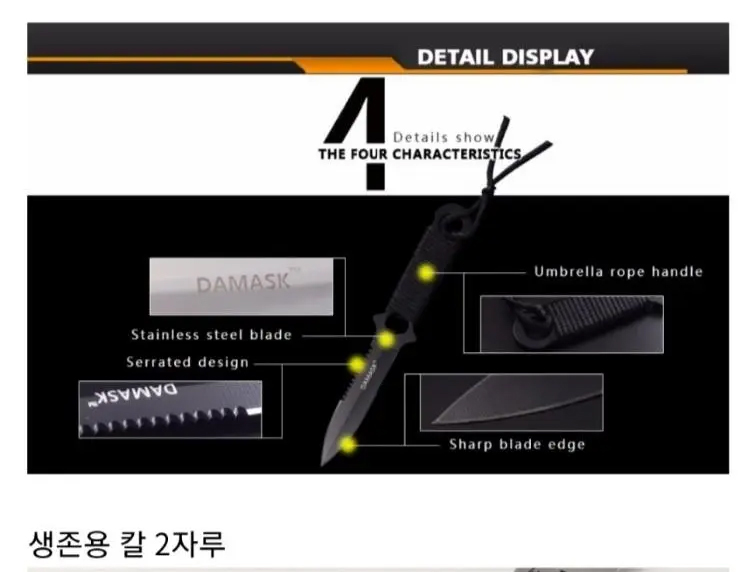 DETAIL DISPLAY
4
Details show
THE FOUR CHARACTERISTICS
DAMASK™
Umbrella rope handle
Stainless steel blade
Serrated design
DAMASK
DAMASK™
Sharp blade edge
생존용 칼 2자루